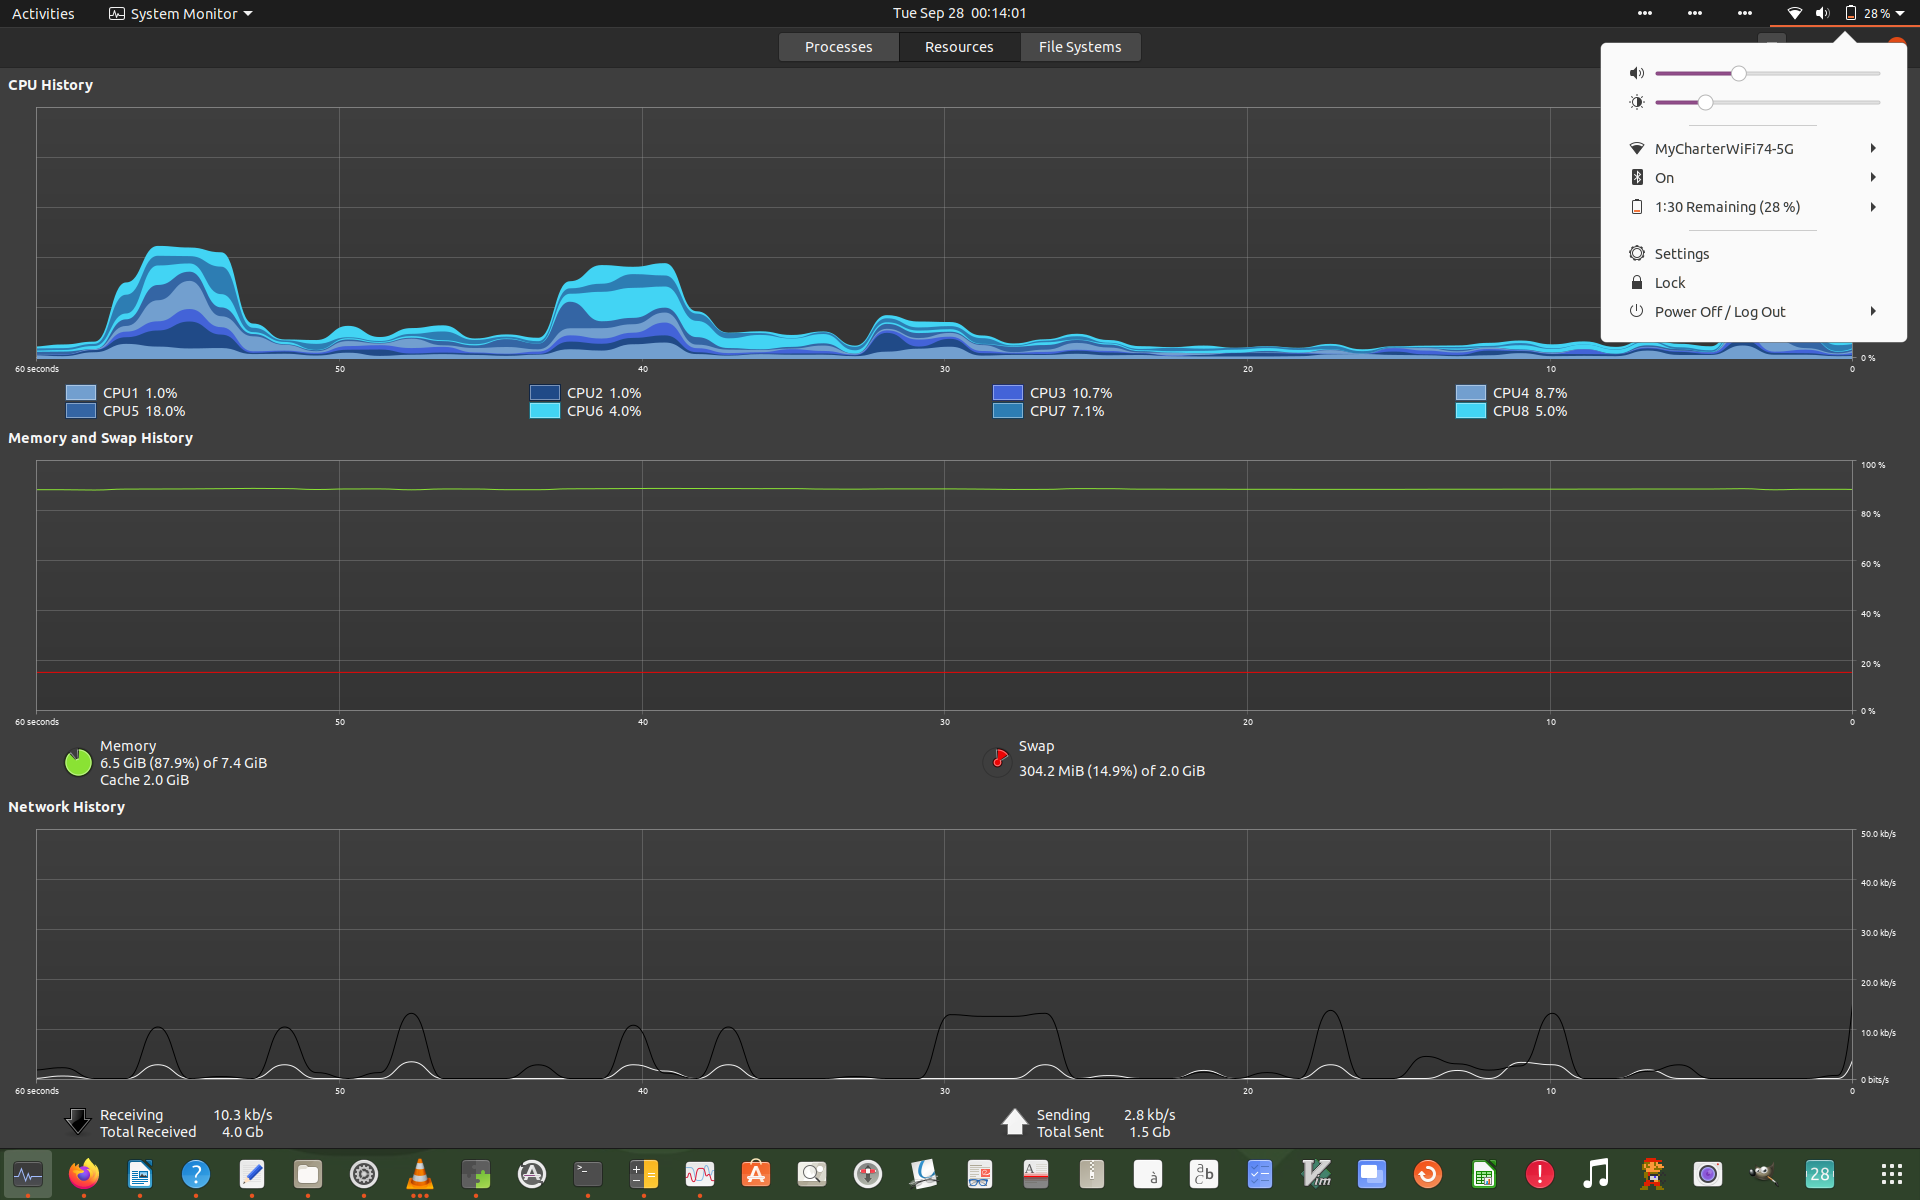 Activities
System Monitor
Tue Sep 28 00:14:01
28 %
Processes
Resources
File Systems
MyCharterWiFi74-5G
On
1:30 Remaining (28 %)
Settings
Lock
Power Off / Log Out
CPU History
0 %
60 seconds
50
40
30
20
10
0
CPU1 1.0%
CPU2 1.0%
CPU3 10.7%
CPU4 8.7%
CPU5 18.0%
CPU6 4.0%
CPU7 7.1%
CPU8 5.0%
Memory and Swap History
100 %
80 %
60 %
40 %
20 %
0 %
60 seconds
50
40
30
20
10
0
Memory
6.5 GiB (87.9%) of 7.4 GiB
Cache 2.0 GiB
Swap
304.2 MiB (14.9%) of 2.0 GiB
Network History
50.0 kb/s
40.0 kb/s
30.0 kb/s
20.0 kb/s
10.0 kb/s
0 bits/s
60 seconds
50
40
30
20
10
0
Receiving 10.3 kb/s
Total Received 4.0 Gb
Sending 2.8 kb/s
Total Sent 1.5 Gb
?
>_
A
à
a b c
Vim
!
28